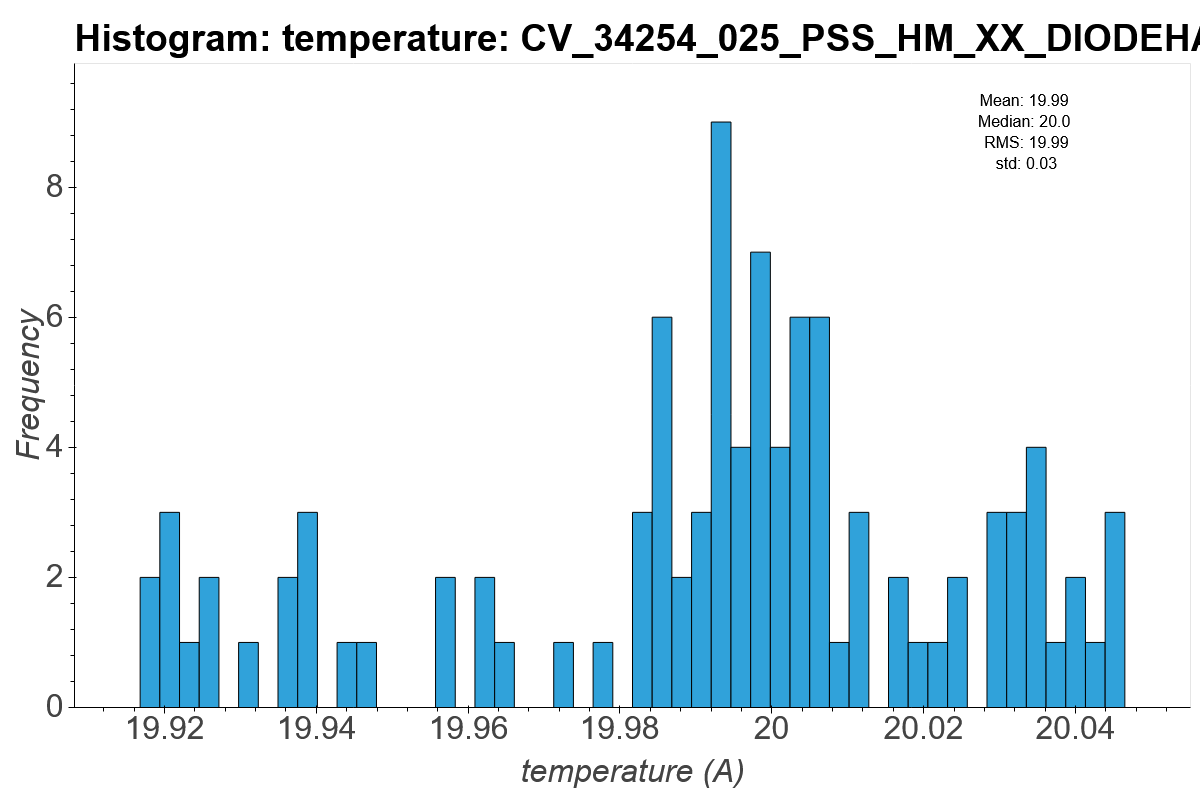 Histogram: temperature: CV_34254_025_PSS_HM_XX_DIODEHA
Mean: 19.99
Median: 20.0
RMS: 19.99
std: 0.03
Frequency
8
6
4
2
0
19.92 19.94 19.96 19.98 20 20.02 20.04
temperature (A)